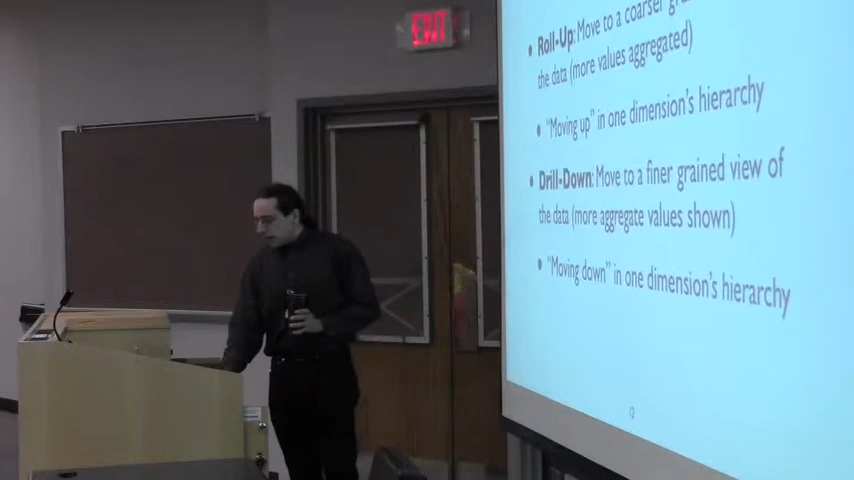 EXIT
• Roll-Up: Move to a coarser
the data (more values aggregated)
• "Moving up" in one dimension's hierarchy
• Drill-Down: Move to a finer grained view of
the data (more aggregate values shown)
• "Moving down" in one dimension's hierarchy
12